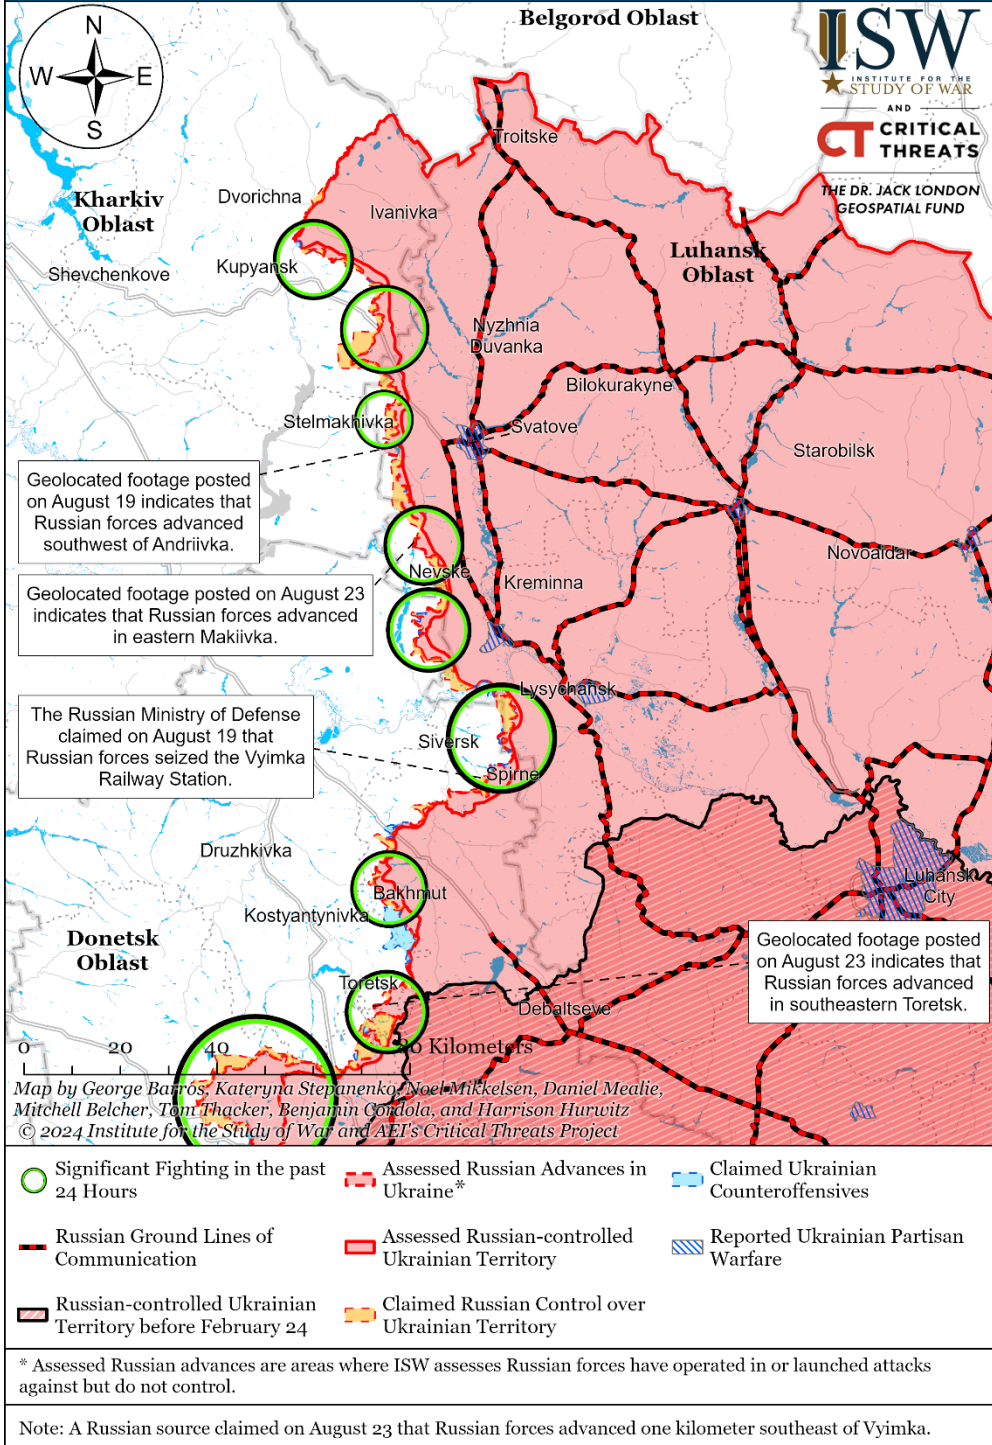 Belgorod Oblast
N
W E
S
ISW
INSTITUTE FOR THE
STUDY OF WAR
AND
CT CRITICAL
THREATS
THE DR. JACK LONDON
GEOSPATIAL FUND
Troitske
Dvorichna
Kharkiv
Oblast
Ivanivka
Luhansk
Oblast
Kupyansk
Shevchenkove
Nyzhnia
Duvanka
Bilokurakyne
Stelmakhivka
Svatove
Starobilsk
Geolocated footage posted
on August 19 indicates that
Russian forces advanced
southwest of Andriivka.
Novoaidar
Nevske
Kreminna
Geolocated footage posted on August 23
indicates that Russian forces advanced
in eastern Makiivka.
Lysychansk
The Russian Ministry of Defense
claimed on August 19 that
Russian forces seized the Vyimka
Railway Station.
Siversk
Spirne
Druzhkivka
Luhansk
City
Bakhmut
Kostyantynivka
Donetsk
Oblast
Geolocated footage posted
on August 23 indicates that
Russian forces advanced
in southeastern Toretsk.
Toretsk
Debaltseve
0 20 40 80 Kilometers
Map by George Barros, Kateryna Stepanenko, Noel Mikkelsen, Daniel Mealie,
Mitchell Belcher, Tom Thacker, Benjamin Cordola, and Harrison Hurwitz
© 2024 Institute for the Study of War and AEI's Critical Threats Project
Significant Fighting in the past
24 Hours
Assessed Russian Advances in
Ukraine*
Claimed Ukrainian
Counteroffensives
Russian Ground Lines of
Communication
Assessed Russian-controlled
Ukrainian Territory
Reported Ukrainian Partisan
Warfare
Russian-controlled Ukrainian
Territory before February 24
Claimed Russian Control over
Ukrainian Territory
* Assessed Russian advances are areas where ISW assesses Russian forces have operated in or launched attacks
against but do not control.
Note: A Russian source claimed on August 23 that Russian forces advanced one kilometer southeast of Vyimka.